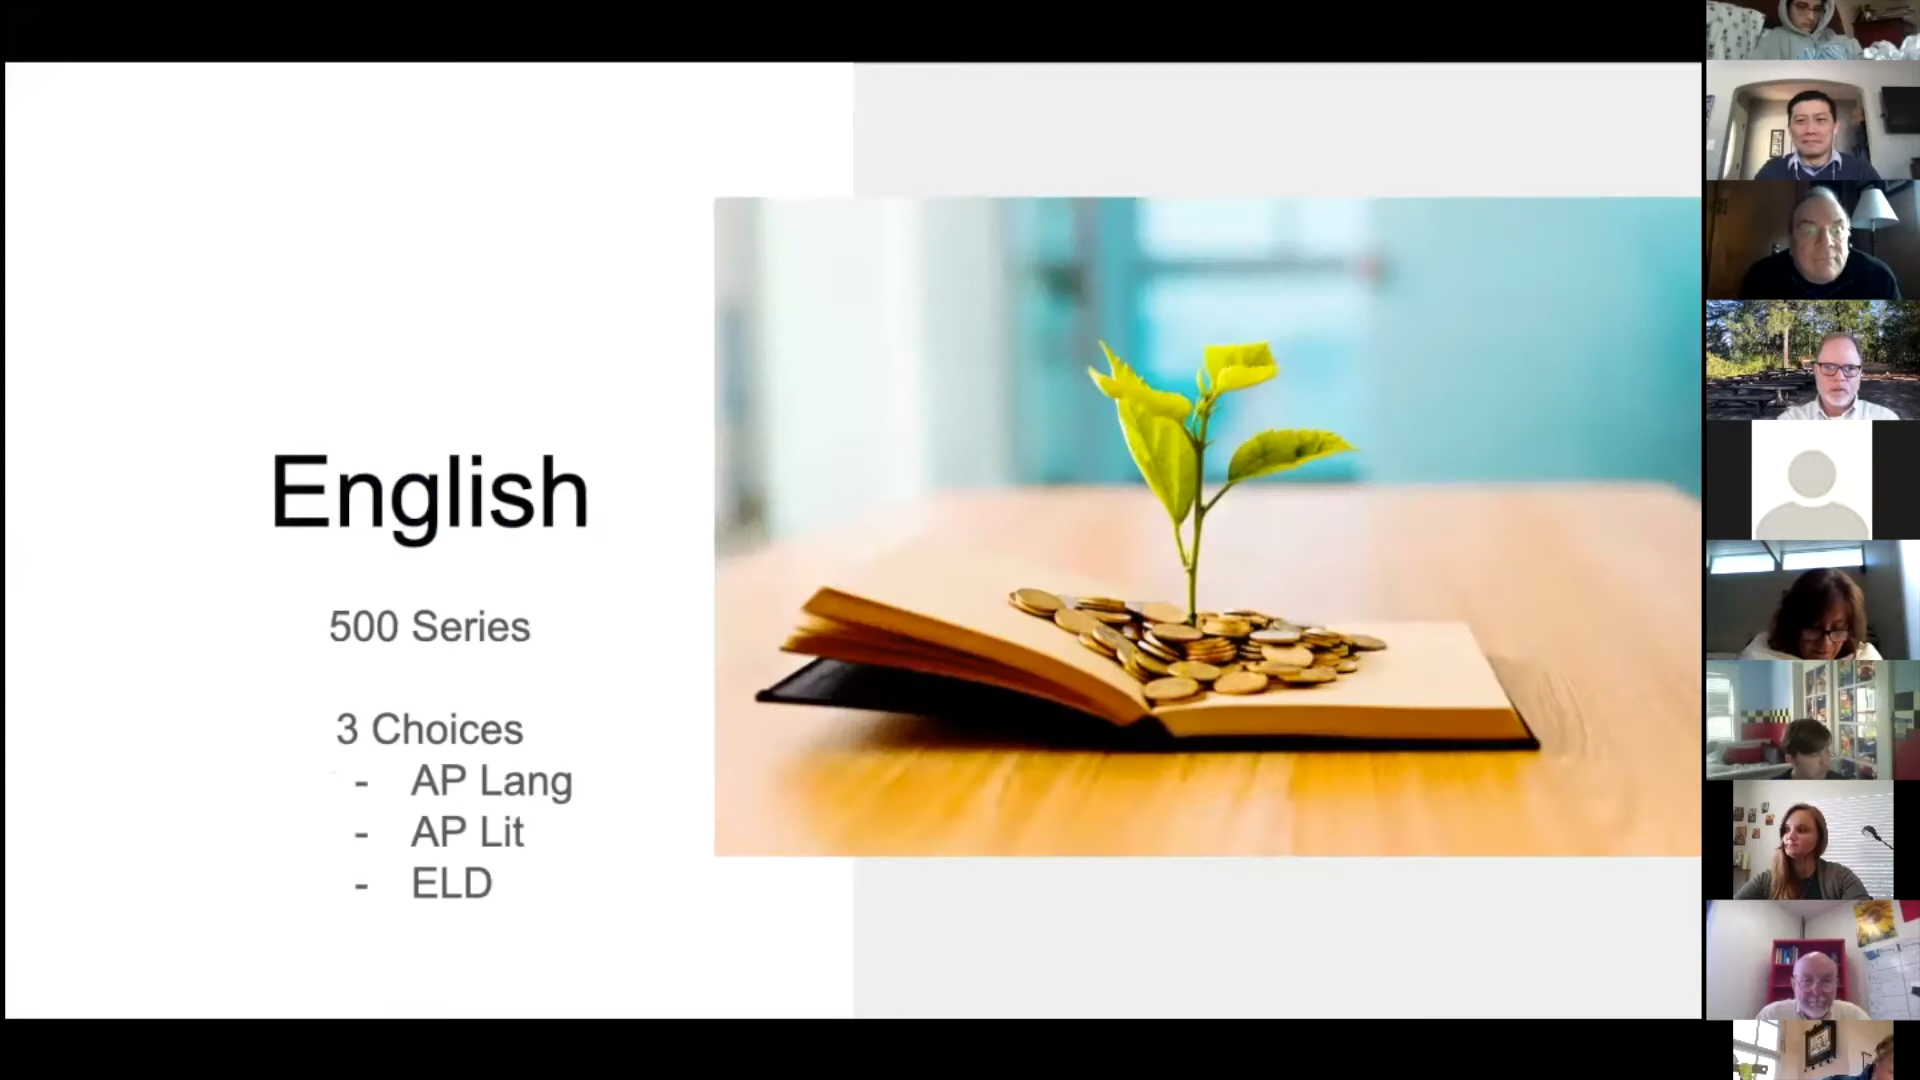 English
500 Series
3 Choices
- AP Lang
- AP Lit
- ELD